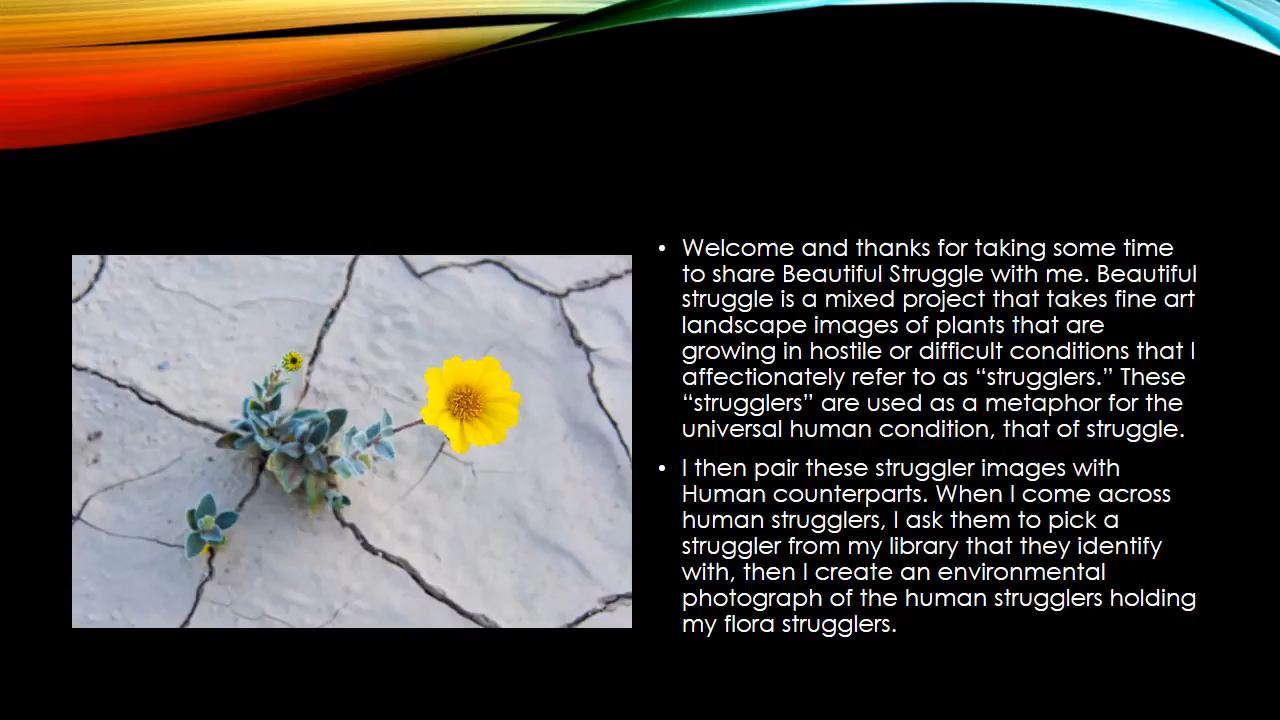 • Welcome and thanks for taking some time
to share Beautiful Struggle with me. Beautiful
struggle is a mixed project that takes fine art
landscape images of plants that are
growing in hostile or difficult conditions that I
affectionately refer to as “strugglers.” These
“strugglers” are used as a metaphor for the
universal human condition, that of struggle.
• I then pair these struggler images with
Human counterparts. When I come across
human strugglers, I ask them to pick a
struggler from my library that they identify
with, then I create an environmental
photograph of the human strugglers holding
my flora strugglers.